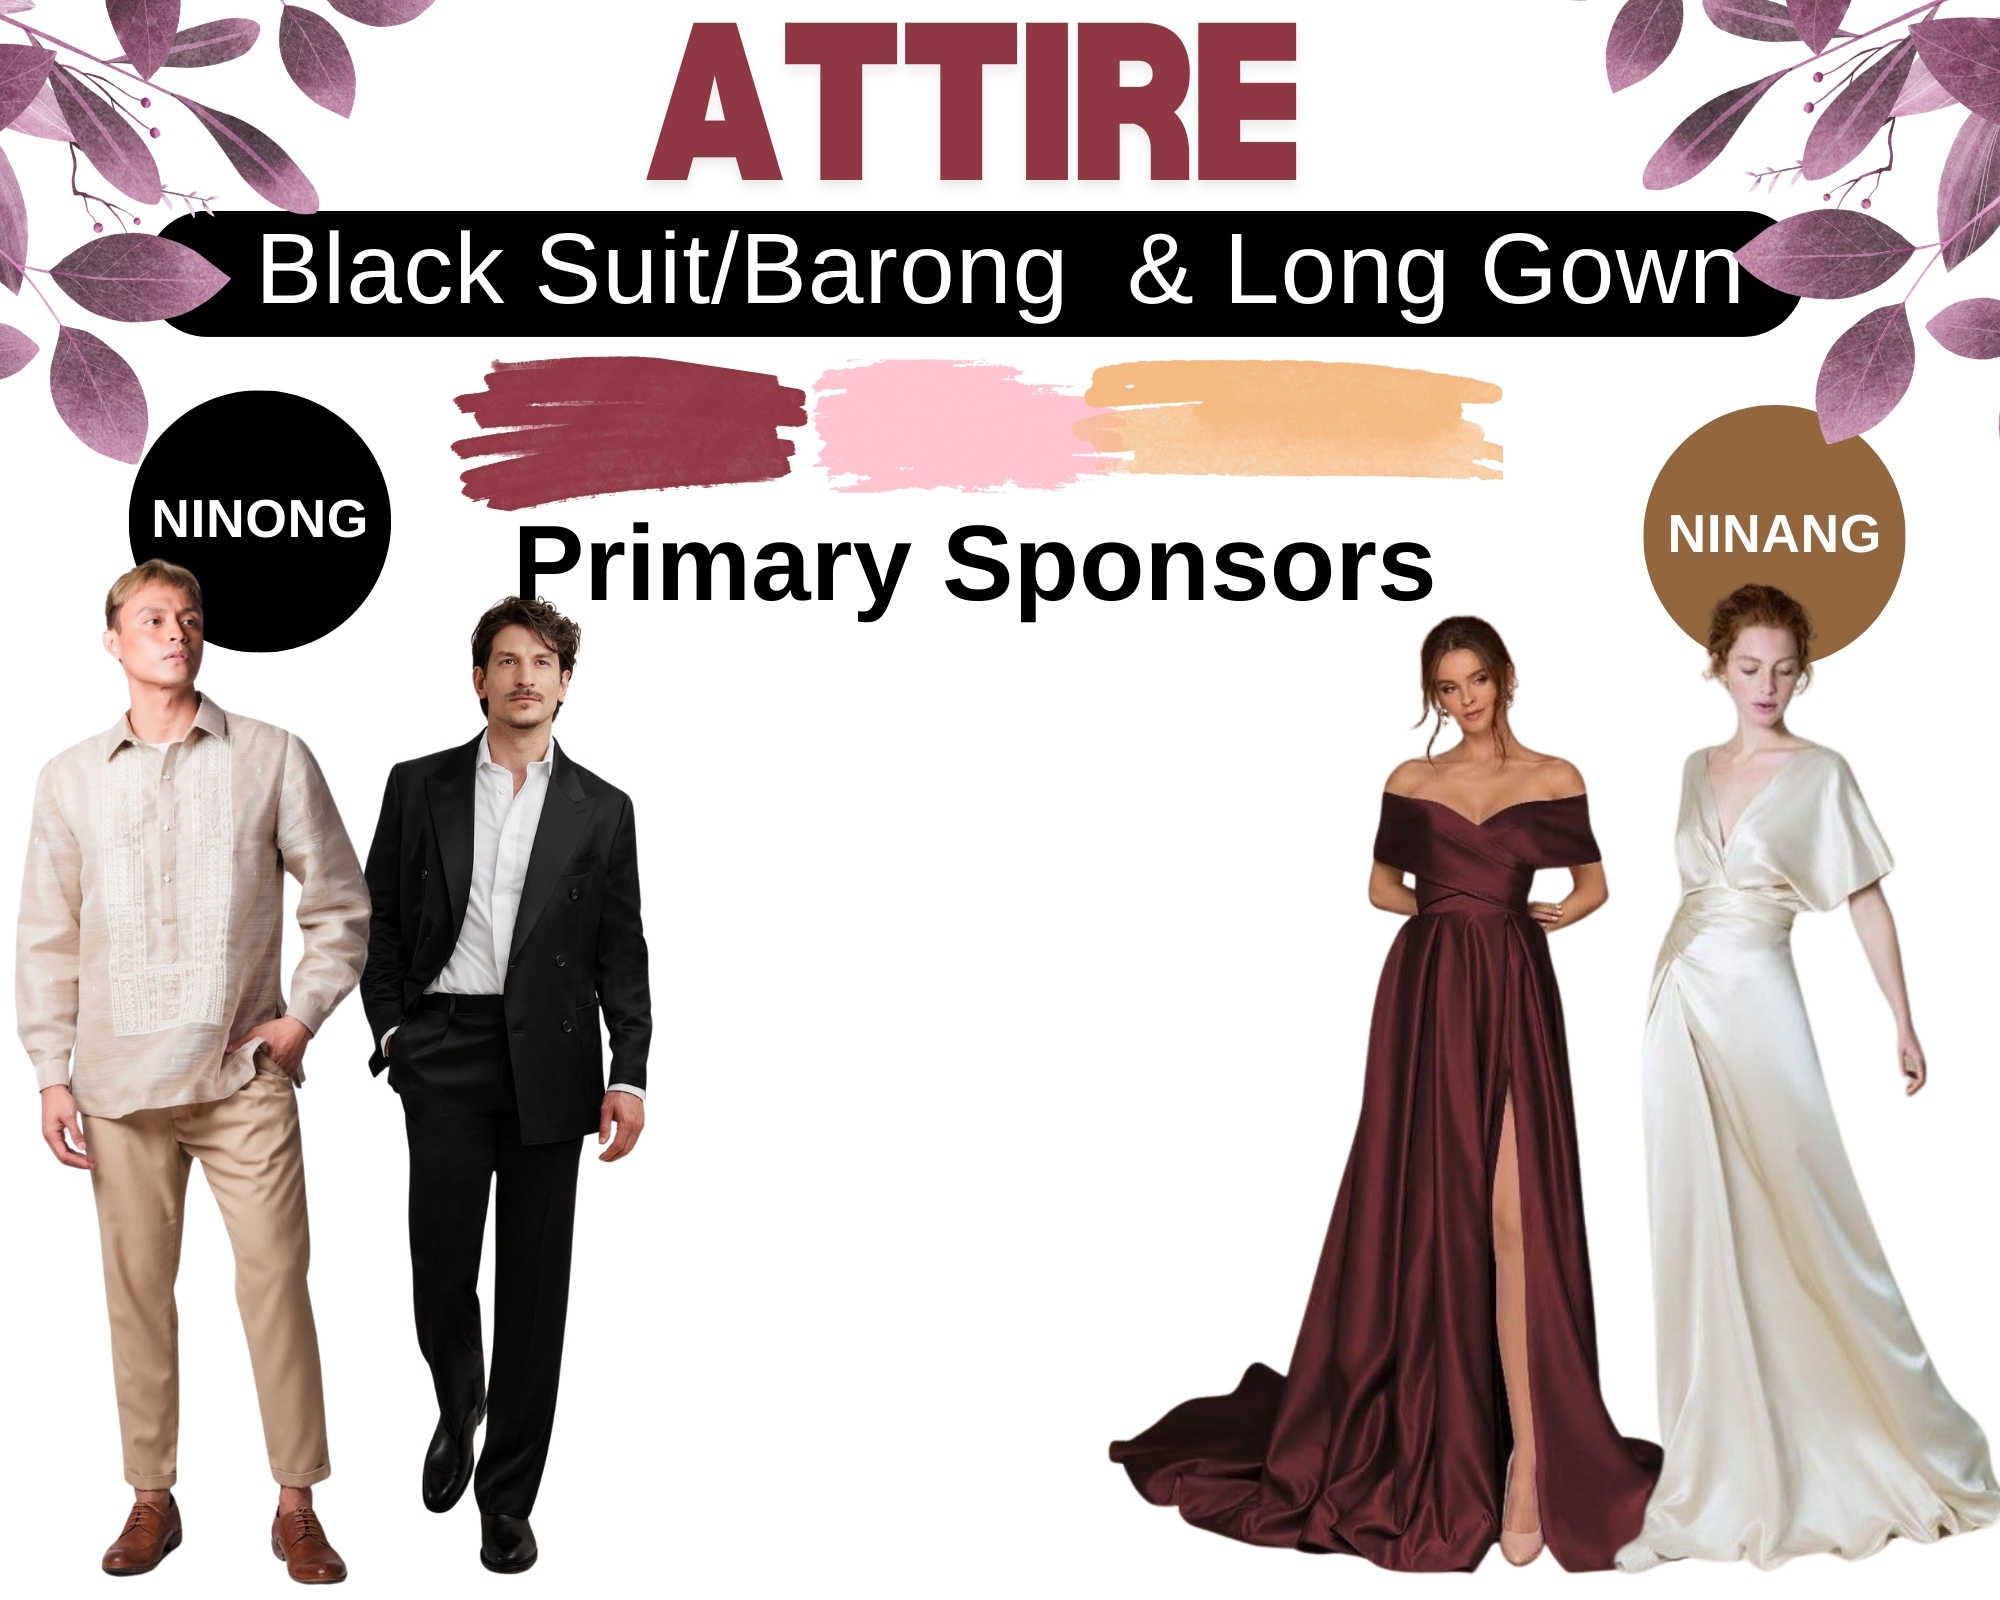 ATTIRE
Black Suit/Barong & Long Gown
NINONG
Primary Sponsors
NINANG